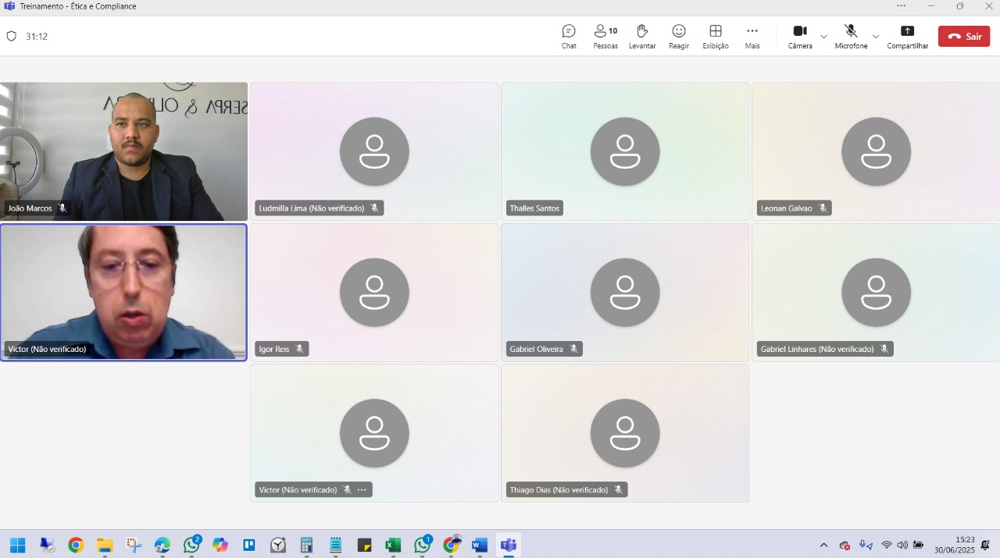 Treinamento - Ética e Compliance
31:12
Chat
10
Pessoas
Levantar
Reagir
Exibição
Mais
Câmera
Microfone
Compartilhar
Sair
SERPA & OLI
João Marcos
Ludmilla Lima (Não verificado)
Thalles Santos
Leonan Galvao
Victor (Não verificado)
Igor Reis
Gabriel Oliveira
Gabriel Linhares (Não verificado)
Victor (Não verificado)
Thiago Dias (Não verificado)
2
1
15:23
30/06/2025